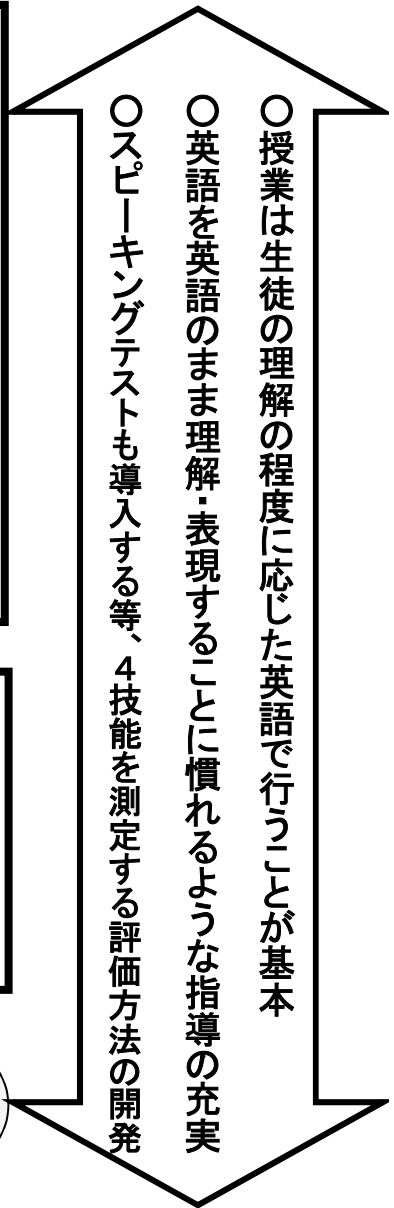 ○授業は生徒の理解の程度に応じた英語で行うことが基本
○英語を英語のまま理解・表現することに慣れるような指導の充実
○スピーキングテストも導入する等、４技能を測定する評価方法の開発